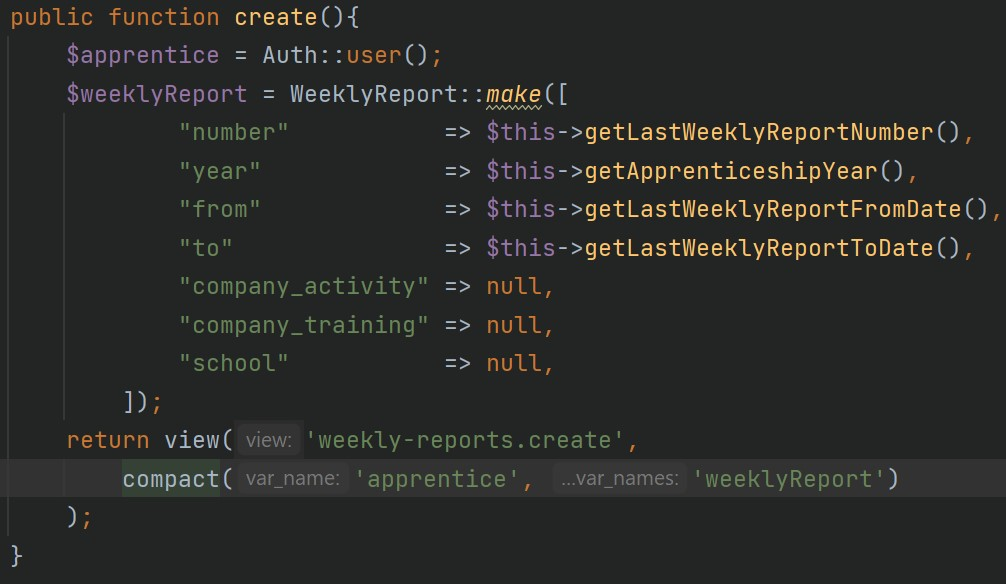 public function create(){
$apprentice = Auth::user();
$weeklyReport = WeeklyReport::make([
"number" => $this->getLastWeeklyReportNumber(),
"year" => $this->getApprenticeshipYear(),
"from" => $this->getLastWeeklyReportFromDate(),
"to" => $this->getLastWeeklyReportToDate(),
"company_activity" => null,
"company_training" => null,
"school" => null,
]);
return view( view: 'weekly-reports.create',
compact( var_name: 'apprentice', ...var_names: 'weeklyReport')
);
}